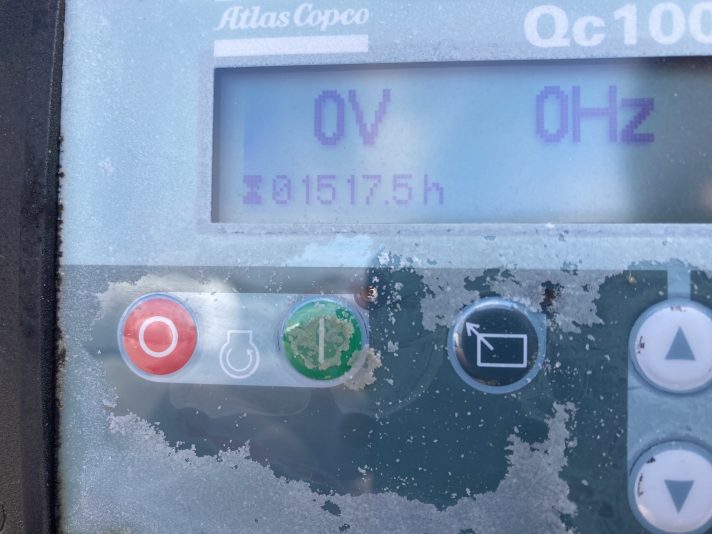 Atlas Copco
Qc100
0V 0Hz
01517.5h